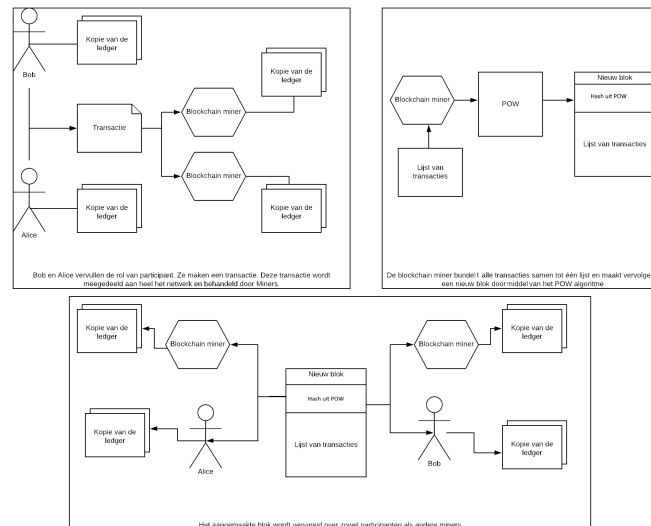 Kopie van de
ledger
Bob
Transactie
Blockchain miner
Kopie van de
ledger
Blockchain miner
Kopie van de
ledger
Alice
Kopie van de
ledger
Bob en Alice vervullen de rol van participant. Ze maken een transactie. Deze transactie wordt
meegedeeld aan heel het netwerk en behandeld door Miners.
Blockchain miner
POW
Nieuw blok
Hash uit POW
Lijst van transacties
Lijst van
transacties
De blockchain miner bundelt alle transacties samen tot één lijst en maakt vervolge
een nieuw blok door middel van het POW algoritme
Kopie van de
ledger
Blockchain miner
Nieuw blok
Hash uit POW
Lijst van transacties
Blockchain miner
Kopie van de
ledger
Kopie van de
ledger
Alice
Bob
Kopie van de
ledger
Het aangemaakte blok wordt verspreid over zowel participanten als andere miners